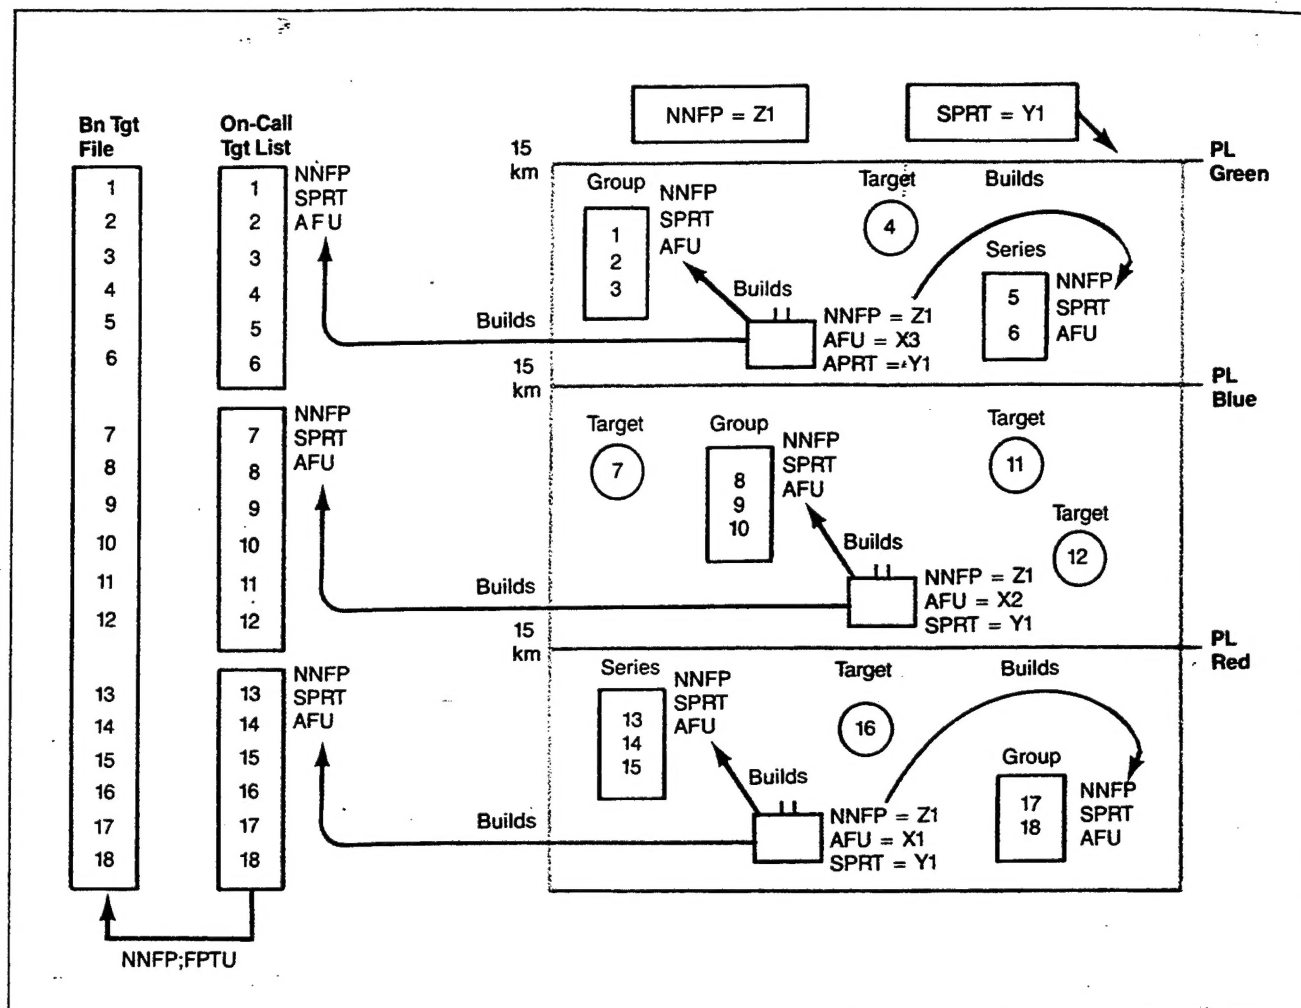 NNFP = Z1
SPRT = Y1
Bn Tgt
File
On-Call
Tgt List
1
2
3
4
5
6
7
8
9
10
11
12
13
14
15
16
17
18
1
2
3
4
5
6
NNFP
SPRT
AFU
7
8
9
10
11
12
NNFP
SPRT
AFU
13
14
15
16
17
18
NNFP
SPRT
AFU
NNFP;FPTU
Builds
Builds
Builds
15
km
PL
Green
Group
1
2
3
NNFP
SPRT
AFU
Target
4
Builds
Series
5
6
NNFP
SPRT
AFU
Builds
NNFP = Z1
AFU = X3
APRT = Y1
15
km
PL
Blue
Target
7
Group
8
9
10
NNFP
SPRT
AFU
Target
11
Target
12
Builds
NNFP = Z1
AFU = X2
SPRT = Y1
15
km
PL
Red
Series
13
14
15
NNFP
SPRT
AFU
Target
16
Builds
Group
17
18
NNFP
SPRT
AFU
Builds
NNFP = Z1
AFU = X1
SPRT = Y1